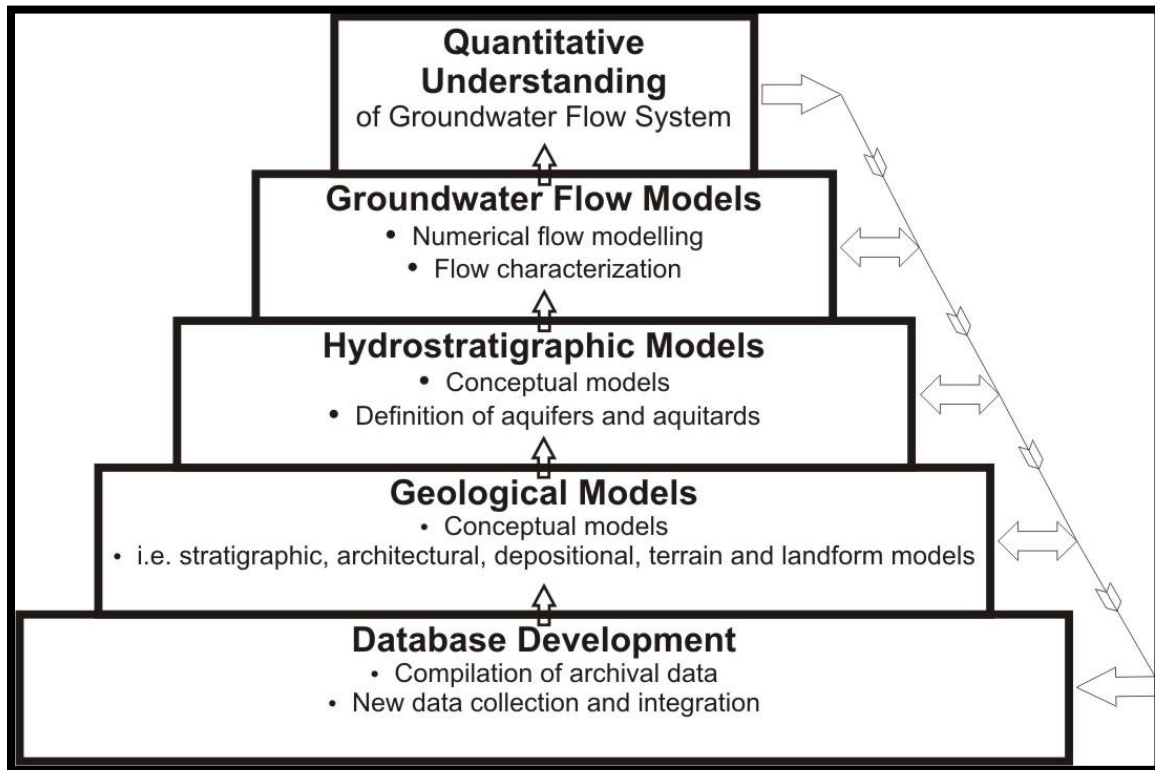 Quantitative
Understanding
of Groundwater Flow System
Groundwater Flow Models
• Numerical flow modelling
• Flow characterization
Hydrostratigraphic Models
• Conceptual models
• Definition of aquifers and aquitards
Geological Models
• Conceptual models
• i.e. stratigraphic, architectural, depositional, terrain and landform models
Database Development
• Compilation of archival data
• New data collection and integration